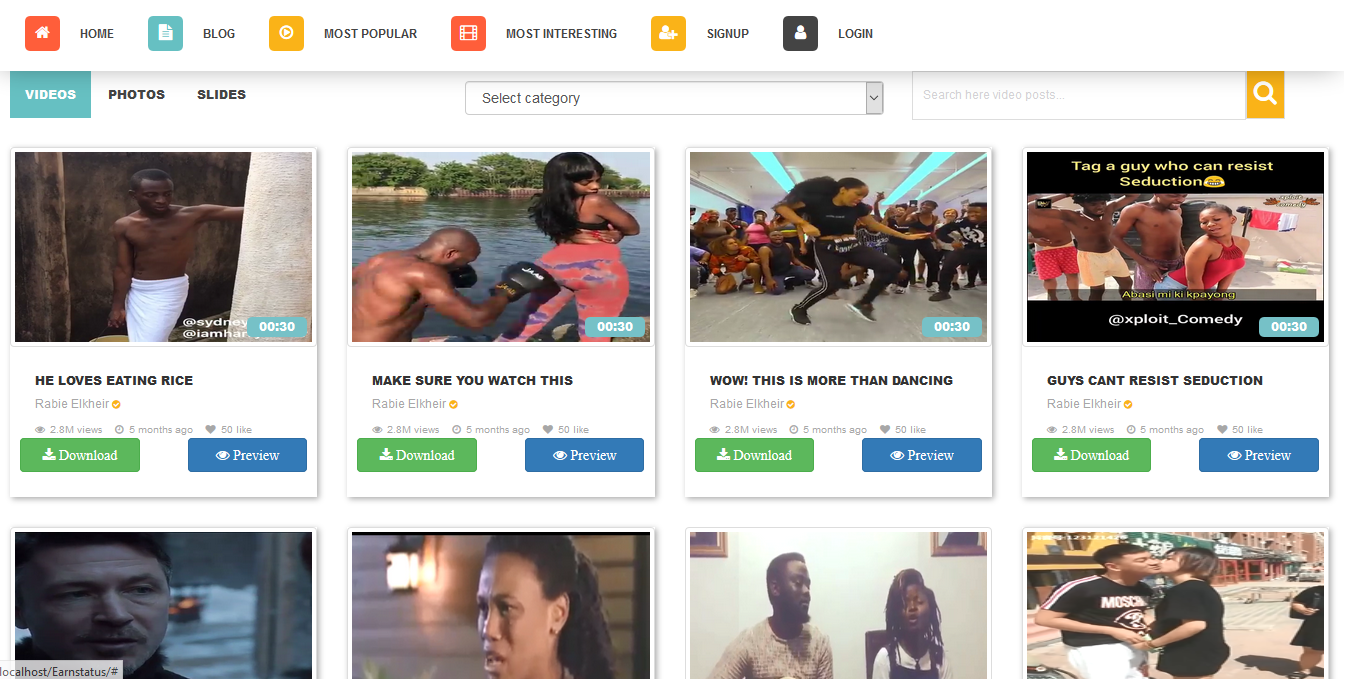 HOME BLOG MOST POPULAR MOST INTERESTING SIGNUP LOGIN
VIDEOS PHOTOS SLIDES Select category Search here video posts...
Tag a guy who can resist
Seduction😂
xploit
comedy
JAAB
Abasi mi ki kpayong
@sydney
@iamhar
@xploit_Comedy
00:30 00:30 00:30 00:30
HE LOVES EATING RICE MAKE SURE YOU WATCH THIS WOW! THIS IS MORE THAN DANCING GUYS CANT RESIST SEDUCTION
Rabie Elkheir Rabie Elkheir Rabie Elkheir Rabie Elkheir
2.8M views 5 months ago 50 like 2.8M views 5 months ago 50 like 2.8M views 5 months ago 50 like 2.8M views 5 months ago 50 like
Download Preview Download Preview Download Preview Download Preview
MOSCH
localhost/Earnstatus/#